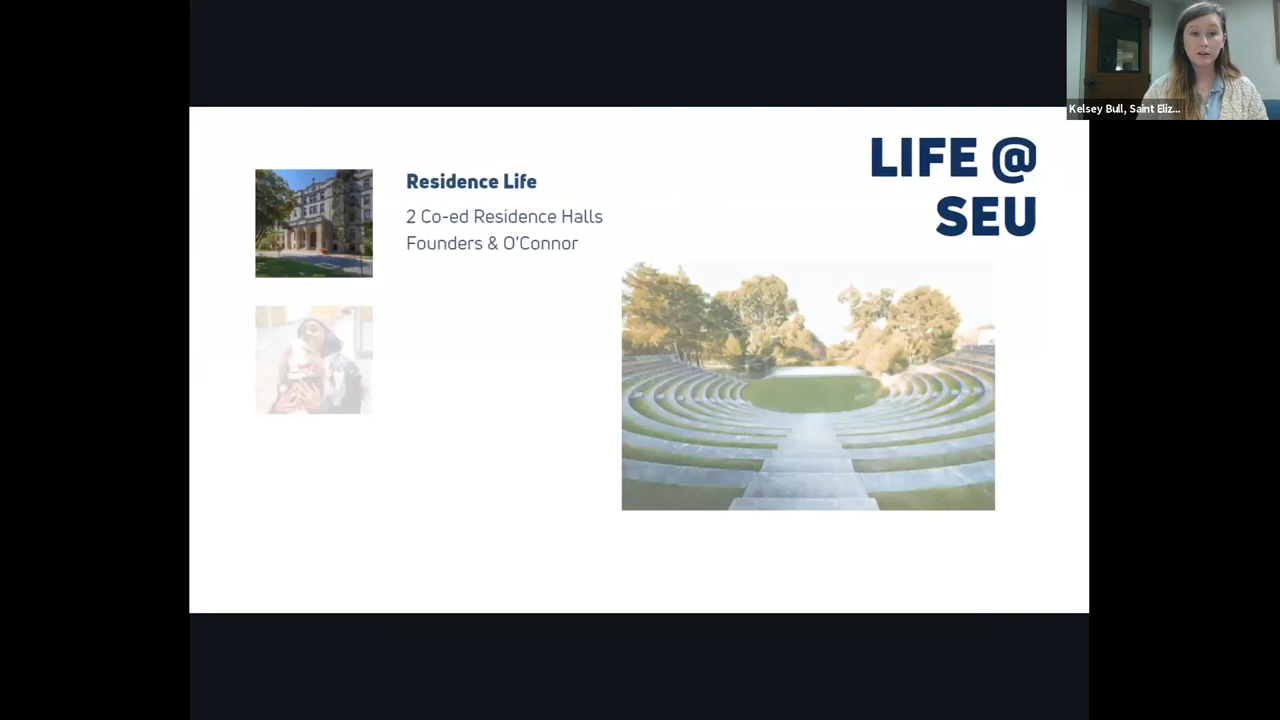 Kelsey Bull, Saint Eliz...
LIFE @
SEU
Residence Life
2 Co-ed Residence Halls
Founders & O'Connor